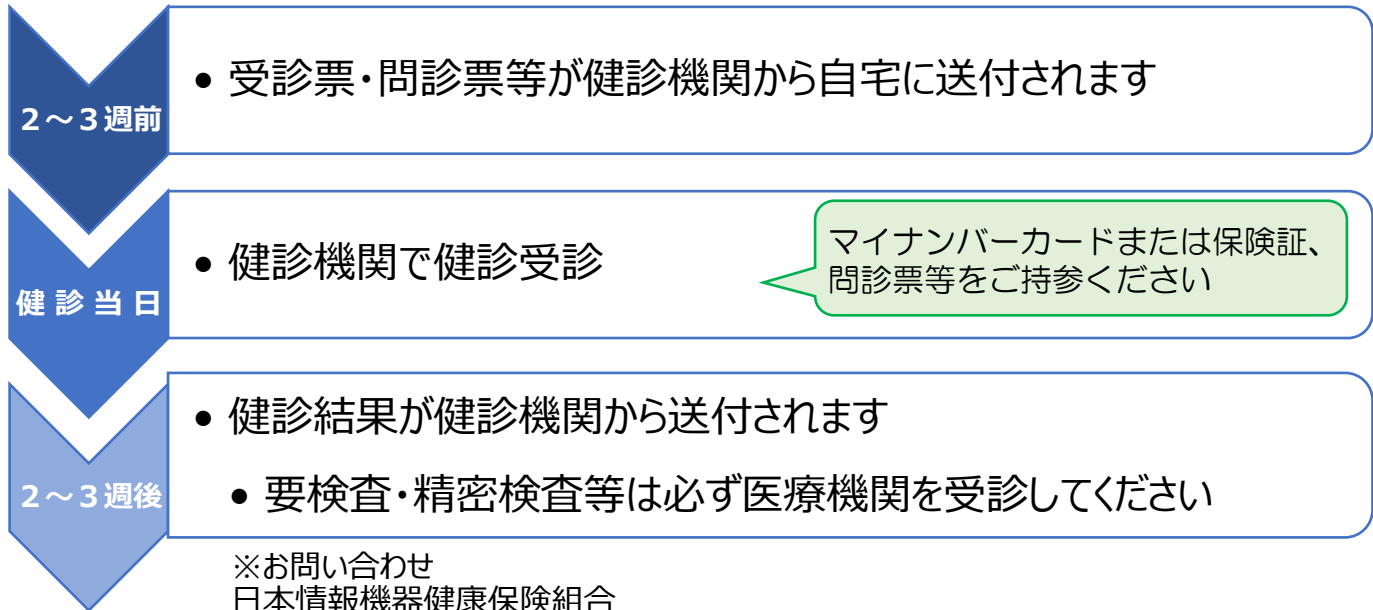 2～3週前
• 受診票・問診票等が健診機関から自宅に送付されます
健診当日
• 健診機関で健診受診
マイナンバーカードまたは保険証、
問診票等をご持参ください
2～3週後
• 健診結果が健診機関から送付されます
• 要検査・精密検査等は必ず医療機関を受診してください
※お問い合わせ
日本情報機器健康保険組合